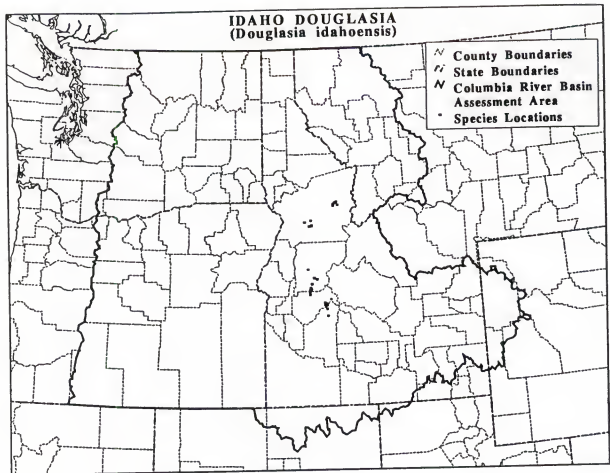 IDAHO DOUGLASIA
(Douglasia idahoensis)
County Boundaries
State Boundaries
Columbia River Basin
Assessment Area
Species Locations